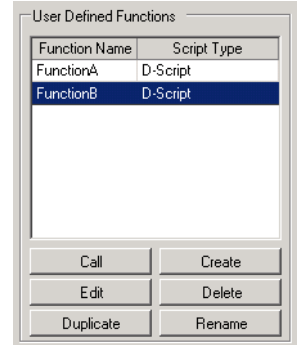 User Defined Functions
Function Name Script Type
FunctionA D-Script
FunctionB D-Script
Call Create
Edit Delete
Duplicate Rename